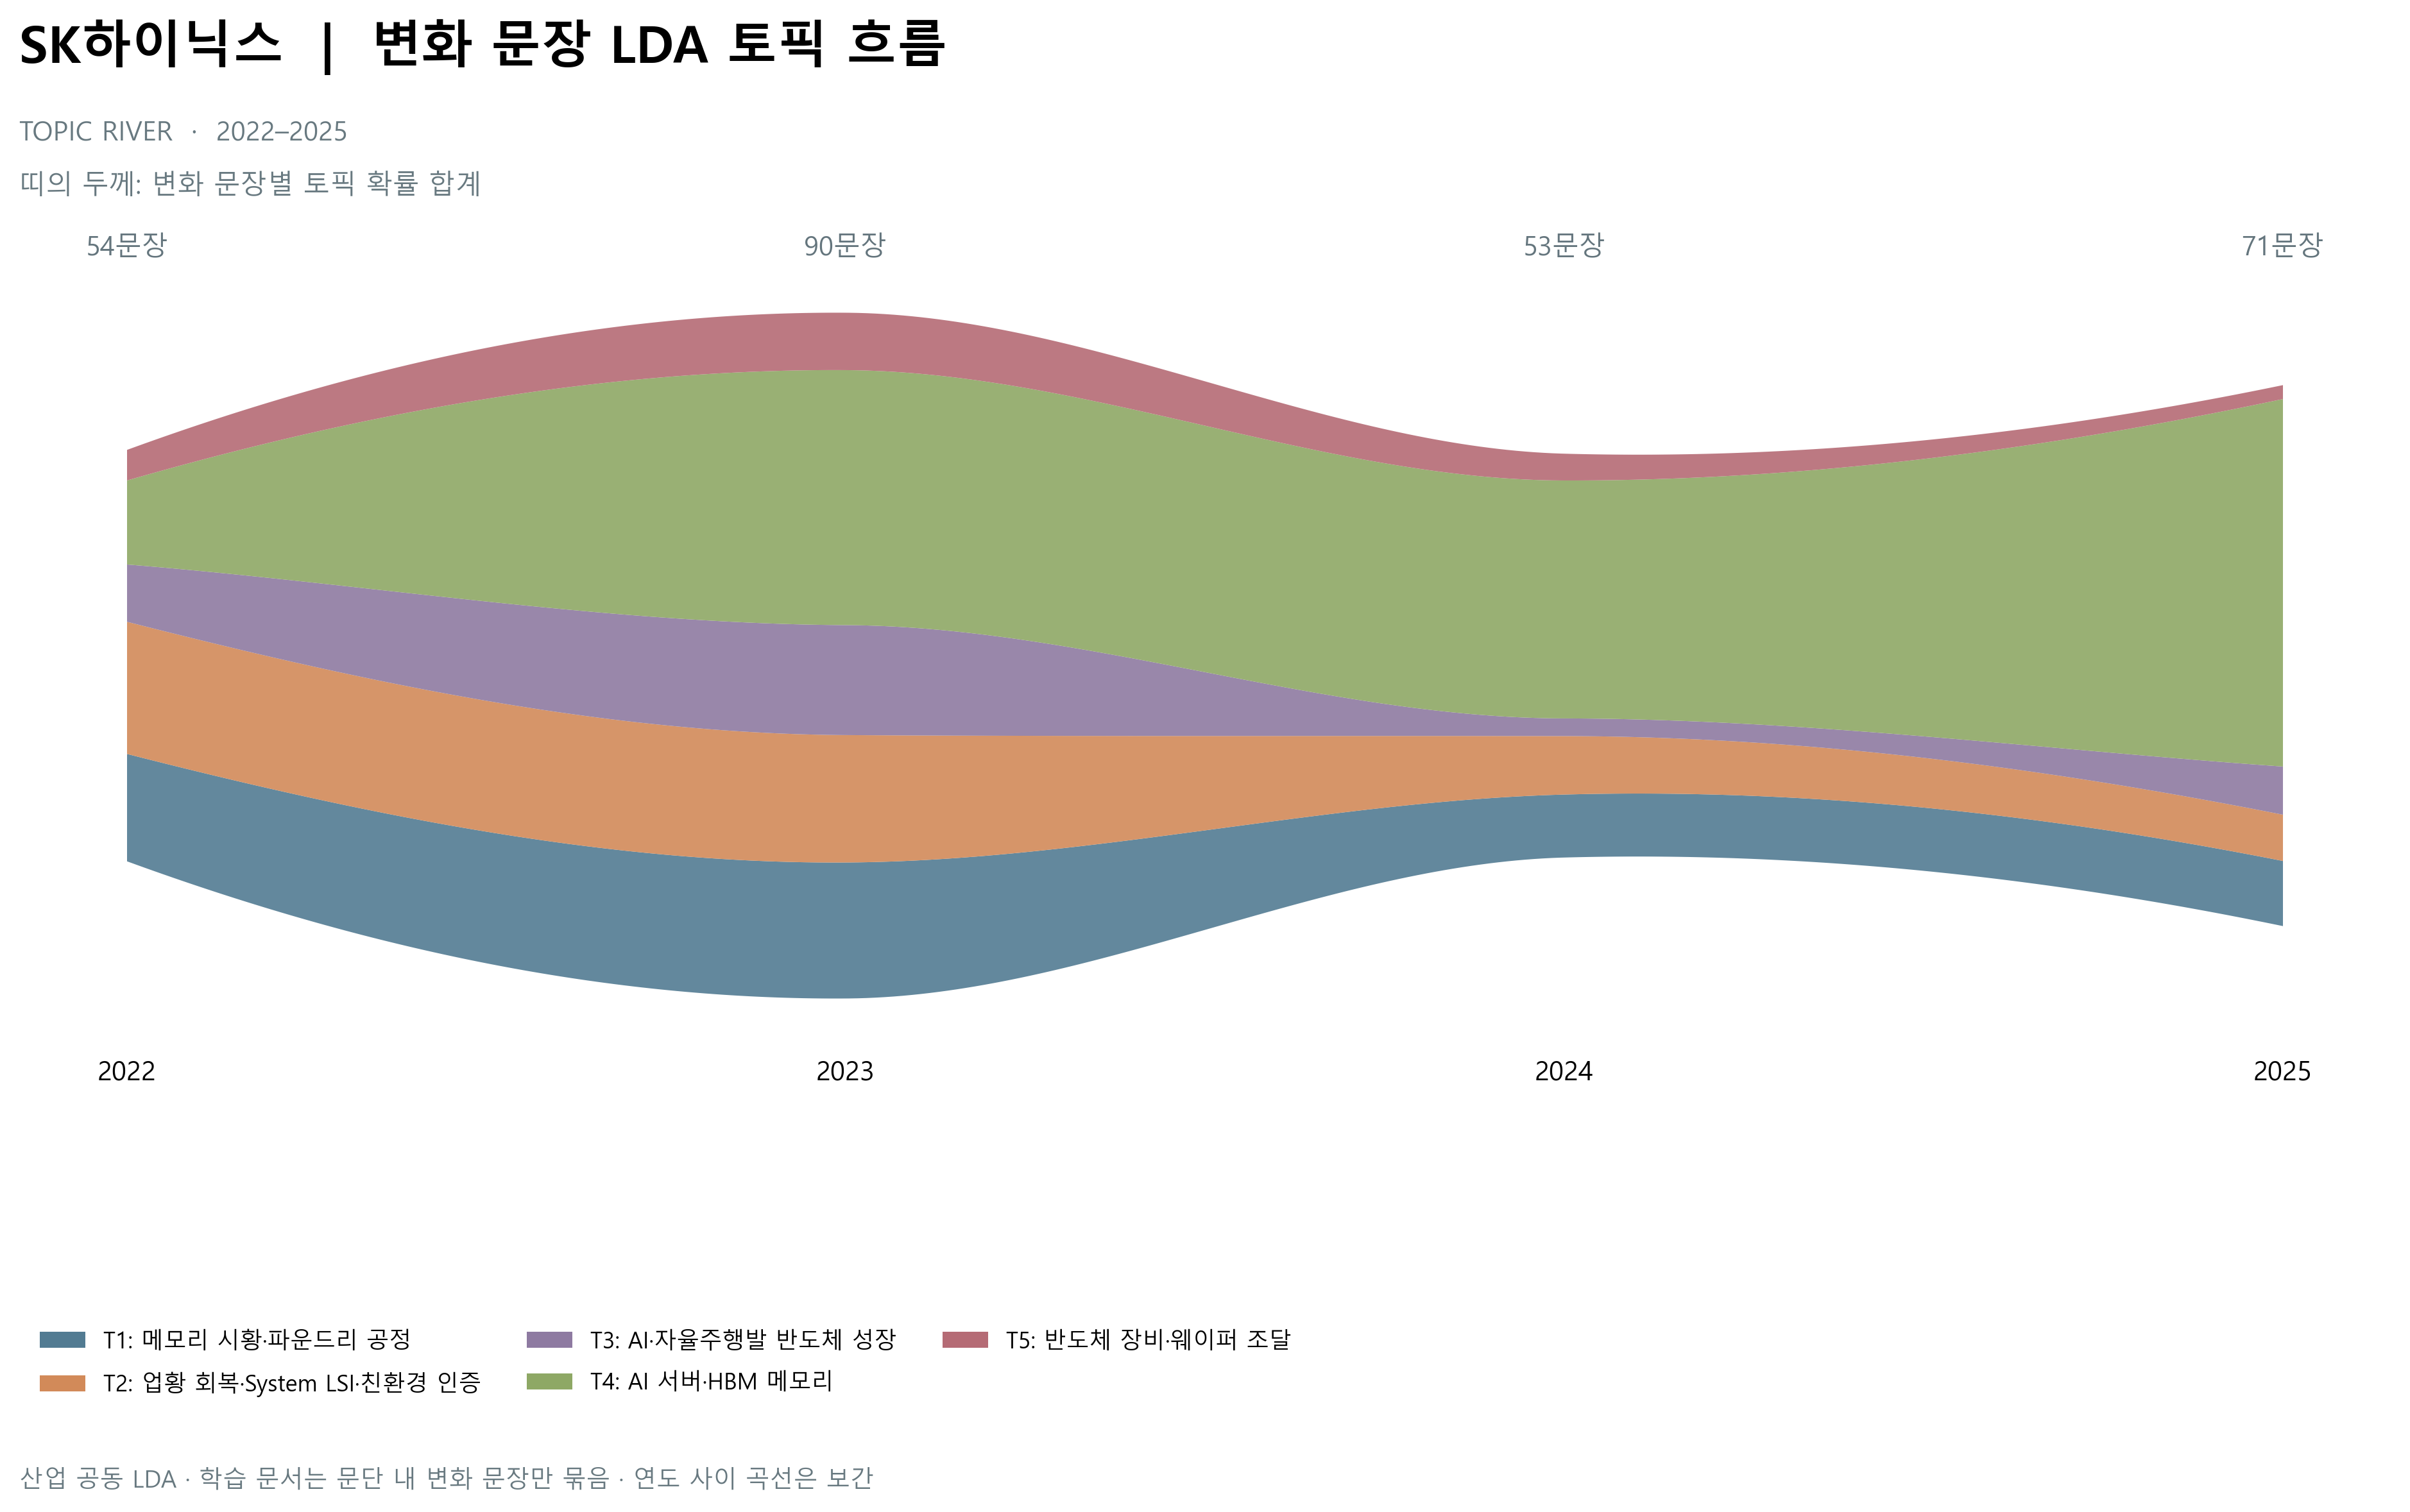 SK하이닉스 | 변화 문장 LDA 토픽 흐름
TOPIC RIVER · 2022–2025
띠의 두께: 변화 문장별 토픽 확률 합계
54문장 90문장 53문장 71문장
2022 2023 2024 2025
T1: 메모리 시황·파운드리 공정
T2: 업황 회복·System LSI·친환경 인증
T3: AI·자율주행발 반도체 성장
T4: AI 서버·HBM 메모리
T5: 반도체 장비·웨이퍼 조달
산업 공동 LDA · 학습 문서는 문단 내 변화 문장만 묶음 · 연도 사이 곡선은 보간